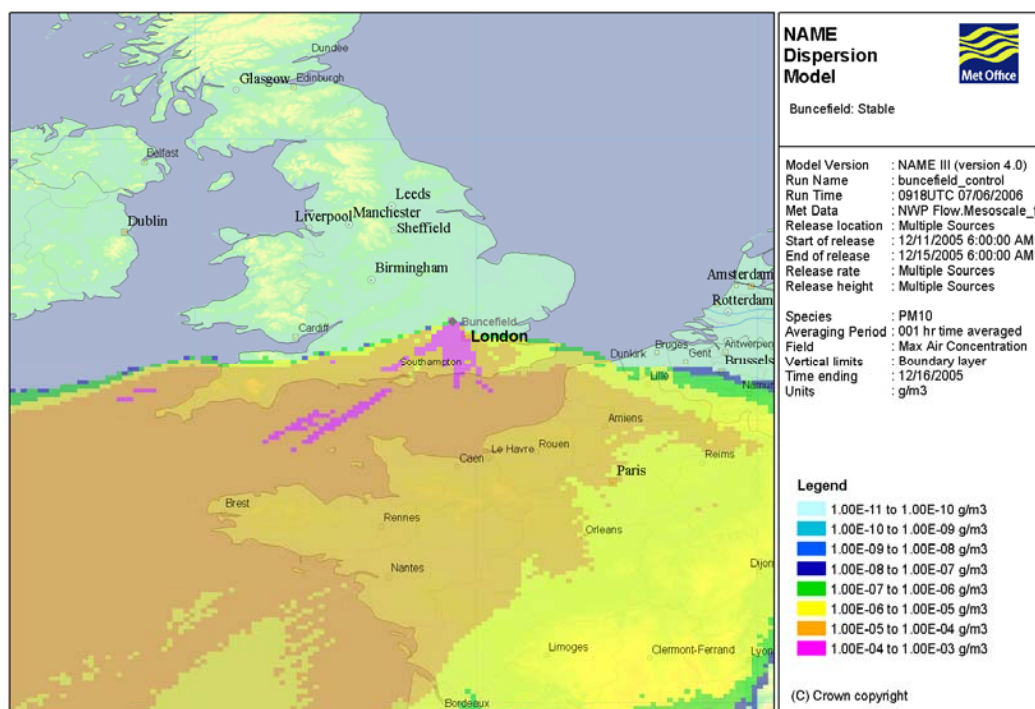 Dundee
Glasgow
Edinburgh
Belfast
Dublin
Leeds
Liverpool
Manchester
Sheffield
Birmingham
Amsterdam
Rotterdam
Cardiff
Buncefield
London
Southampton
Dunkirk
Bruges
Gent
Antwerpen
Brussels
Lille
Namur
Amiens
Le Havre
Rouen
Caen
Reims
Paris
Brest
Rennes
Orleans
Nantes
Dijon
Limoges
Clermont-Ferrand
Lyon
Bordeaux
NAME
Dispersion
Model
Met Office
Buncefield: Stable
Model Version : NAME III (version 4.0)
Run Name : buncefield_control
Run Time : 0918UTC 07/06/2006
Met Data : NWP Flow.Mesoscale_
Release location : Multiple Sources
Start of release : 12/11/2005 6:00:00 AM
End of release : 12/15/2005 6:00:00 AM
Release rate : Multiple Sources
Release height : Multiple Sources
Species : PM10
Averaging Period : 001 hr time averaged
Field : Max Air Concentration
Vertical limits : Boundary layer
Time ending : 12/16/2005
Units : g/m3
Legend
1.00E-11 to 1.00E-10 g/m3
1.00E-10 to 1.00E-09 g/m3
1.00E-09 to 1.00E-08 g/m3
1.00E-08 to 1.00E-07 g/m3
1.00E-07 to 1.00E-06 g/m3
1.00E-06 to 1.00E-05 g/m3
1.00E-05 to 1.00E-04 g/m3
1.00E-04 to 1.00E-03 g/m3
(C) Crown copyright